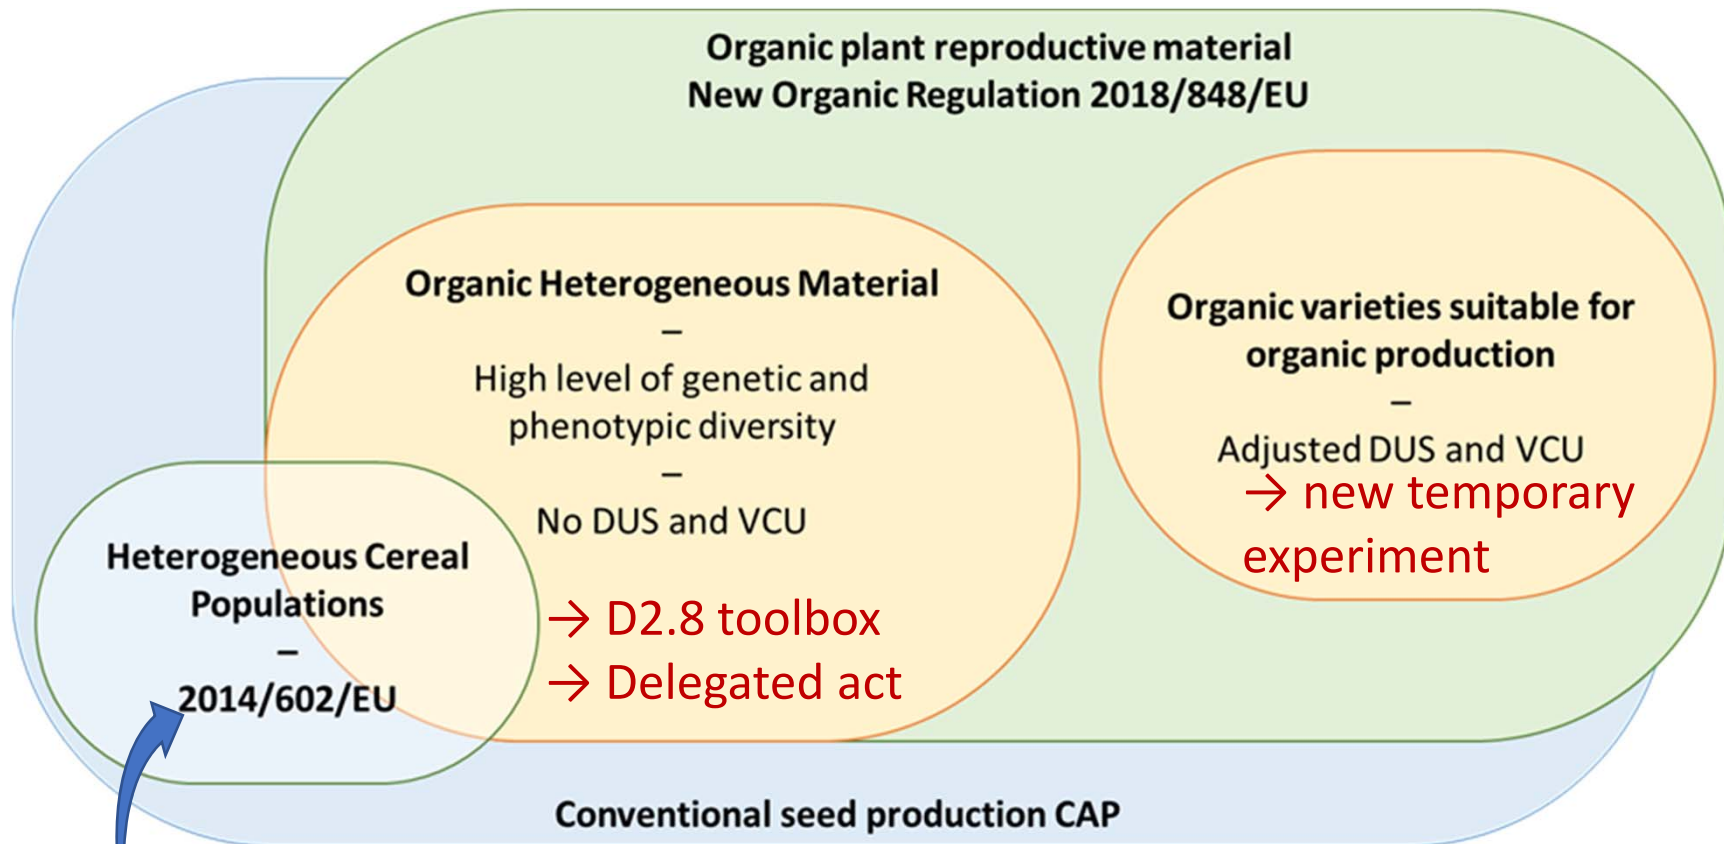 Organic plant reproductive material
New Organic Regulation 2018/848/EU
Organic Heterogeneous Material
–
High level of genetic and
phenotypic diversity
–
No DUS and VCU
→ D2.8 toolbox
→ Delegated act
Organic varieties suitable for
organic production
–
Adjusted DUS and VCU
→ new temporary
experiment
Heterogeneous Cereal
Populations
–
2014/602/EU
Conventional seed production CAP